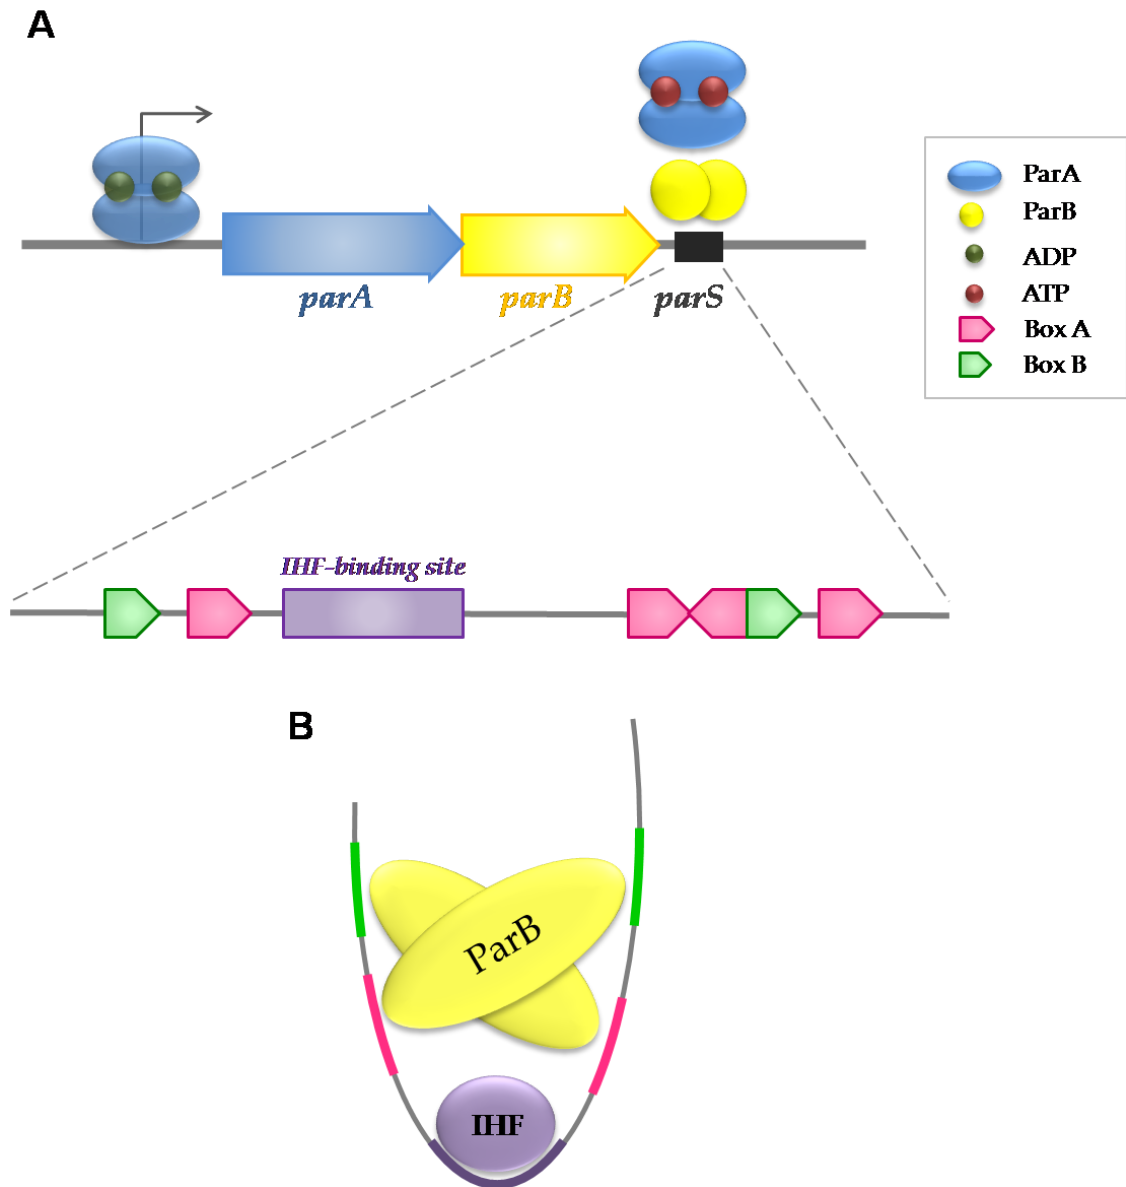 A
ParA
ParB
ADP
ATP
Box A
Box B
parA
parB
parS
IHF-binding site
B
ParB
IHF